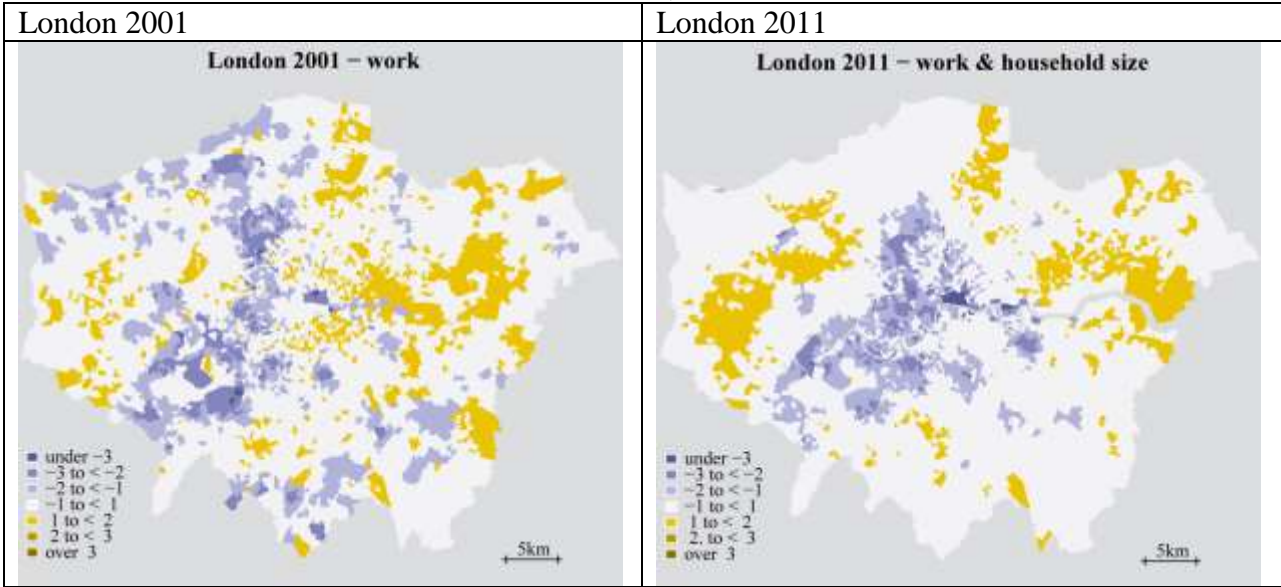 London 2001
London 2011
London 2001 − work
under −3
−3 to < −2
−2 to < −1
−1 to < 1
1 to < 2
2 to < 3
over 3
5km
London 2011 − work & household size
under −3
−3 to < −2
−2 to < −1
−1 to < 1
1 to < 2
2, to < 3
over 3
5km